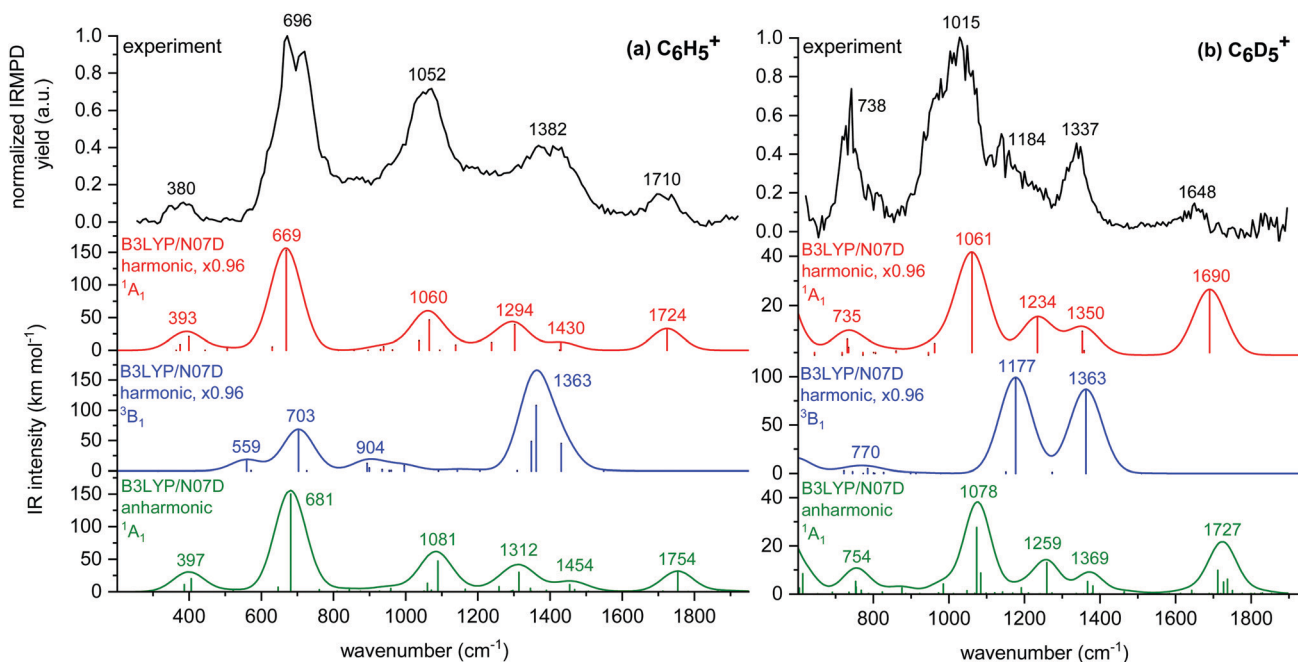 experiment
(a) C6H5+
696
1052
1382
380
1710
1.0
0.8
0.6
0.4
0.2
0.0
normalized IRMPD
yield (a.u.)
B3LYP/N07D
harmonic, x0.96
1A1
669
393
1060
1294
1430
1724
150
100
50
0
B3LYP/N07D
harmonic, x0.96
3B1
559
703
904
1363
150
100
50
0
B3LYP/N07D
anharmonic
1A1
397
681
1081
1312
1454
1754
150
100
50
0
IR intensity (km mol-1)
400 600 800 1000 1200 1400 1600 1800
wavenumber (cm-1)
experiment
(b) C6D5+
1015
738
1184
1337
1648
1.0
0.8
0.6
0.4
0.2
0.0
B3LYP/N07D
harmonic, x0.96
1A1
735
1061
1234
1350
1690
40
20
0
B3LYP/N07D
harmonic, x0.96
3B1
770
1177
1363
100
50
0
B3LYP/N07D
anharmonic
1A1
754
1078
1259
1369
1727
40
20
0
800 1000 1200 1400 1600 1800
wavenumber (cm-1)